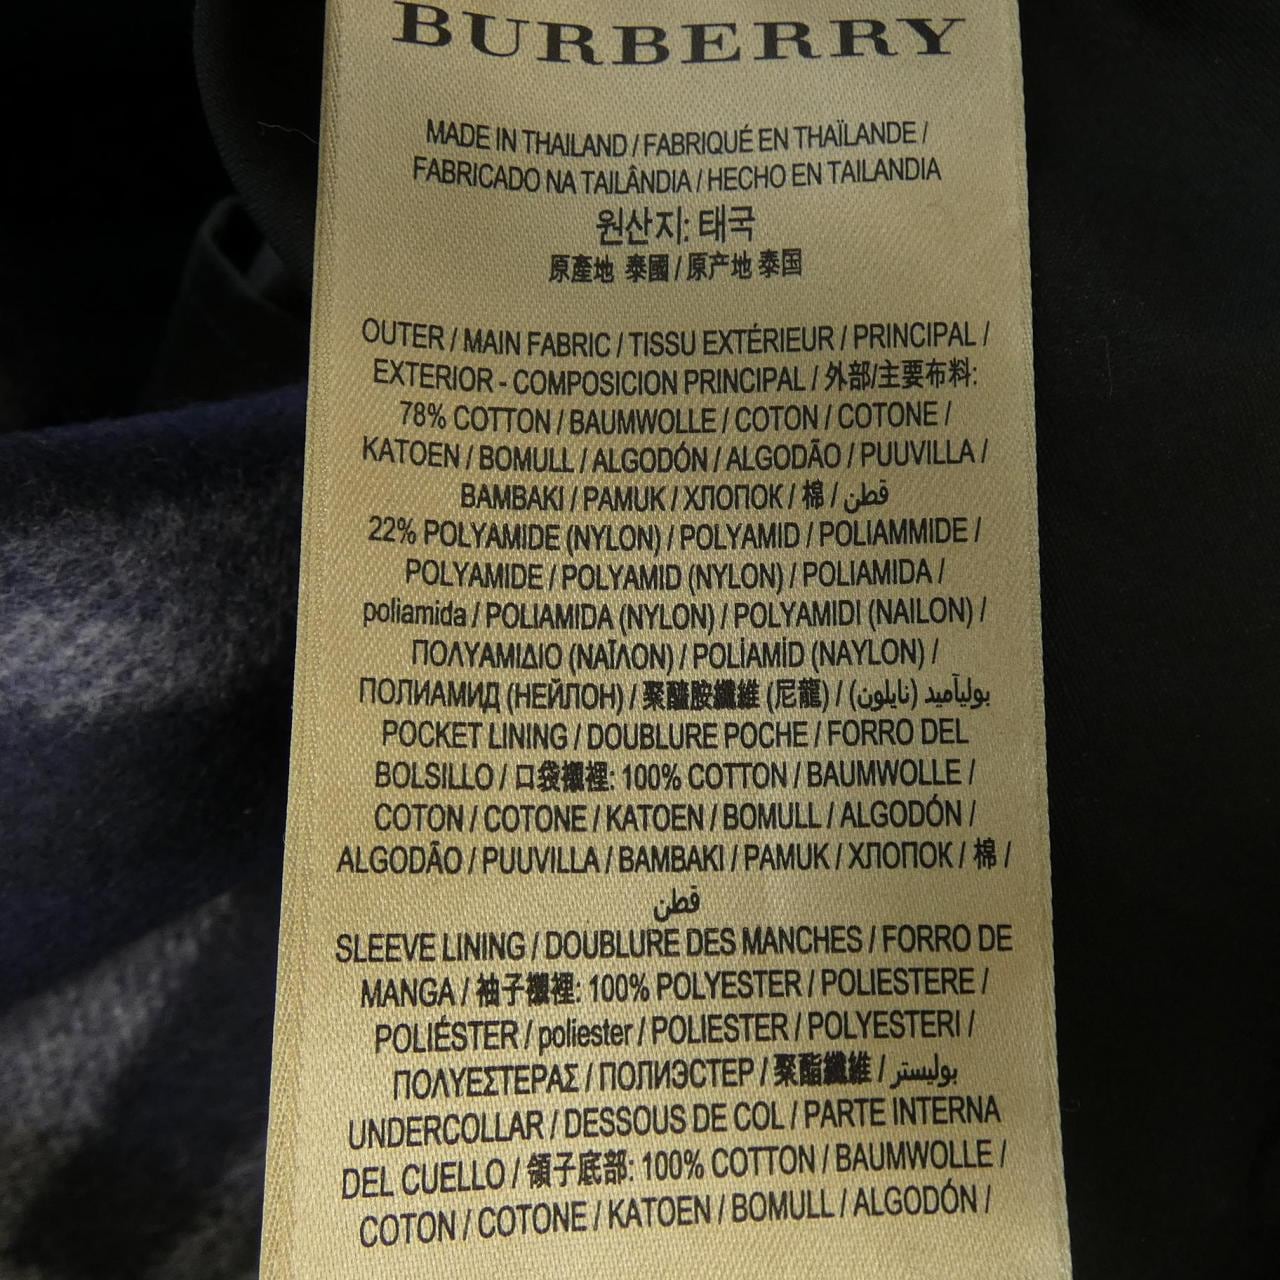 BURBERRY
MADE IN THAILAND / FABRIQUÉ EN THAÏLANDE /
FABRICADO NA TAILÂNDIA / HECHO EN TAILANDIA
원산지: 태국
原產地 泰國 / 原产地 泰国
OUTER / MAIN FABRIC / TISSU EXTÉRIEUR / PRINCIPAL /
EXTERIOR - COMPOSICION PRINCIPAL / 外部/主要布料:
78% COTTON / BAUMWOLLE / COTON / COTONE /
KATOEN / BOMULL / ALGODÓN / ALGODÃO / PUUVILLA /
BAMBAKI / PAMUK / ХЛОПОК / 棉 / قطن
22% POLYAMIDE (NYLON) / POLYAMID / POLIAMMIDE /
POLYAMIDE / POLYAMID (NYLON) / POLIAMIDA /
poliamida / POLIAMIDA (NYLON) / POLYAMIDI (NAILON) /
ΠΟΛΥΑΜΙΔΙΟ (ΝΑΪΛΟΝ) / POLİAMİD (NAYLON) /
ПОЛИАМИД (НЕЙЛОН) / 聚醯胺纖維 (尼龍) / بوليآميد (نايلون)
POCKET LINING / DOUBLURE POCHE / FORRO DEL
BOLSILLO / 口袋襯裡: 100% COTTON / BAUMWOLLE /
COTON / COTONE / KATOEN / BOMULL / ALGODÓN /
ALGODÃO / PUUVILLA / BAMBAKI / PAMUK / ХЛОПОК / 棉 /
قطن
SLEEVE LINING / DOUBLURE DES MANCHES / FORRO DE
MANGA / 袖子襯裡: 100% POLYESTER / POLIESTERE /
POLIÉSTER / poliester / POLIESTER / POLYESTERI /
ΠΟΛΥΕΣΤΕΡΑΣ / ПОЛИЭСТЕР / 聚酯纖維 / بوليستر
UNDERCOLLAR / DESSOUS DE COL / PARTE INTERNA
DEL CUELLO / 領子底部: 100% COTTON / BAUMWOLLE /
COTON / COTONE / KATOEN / BOMULL / ALGODÓN /